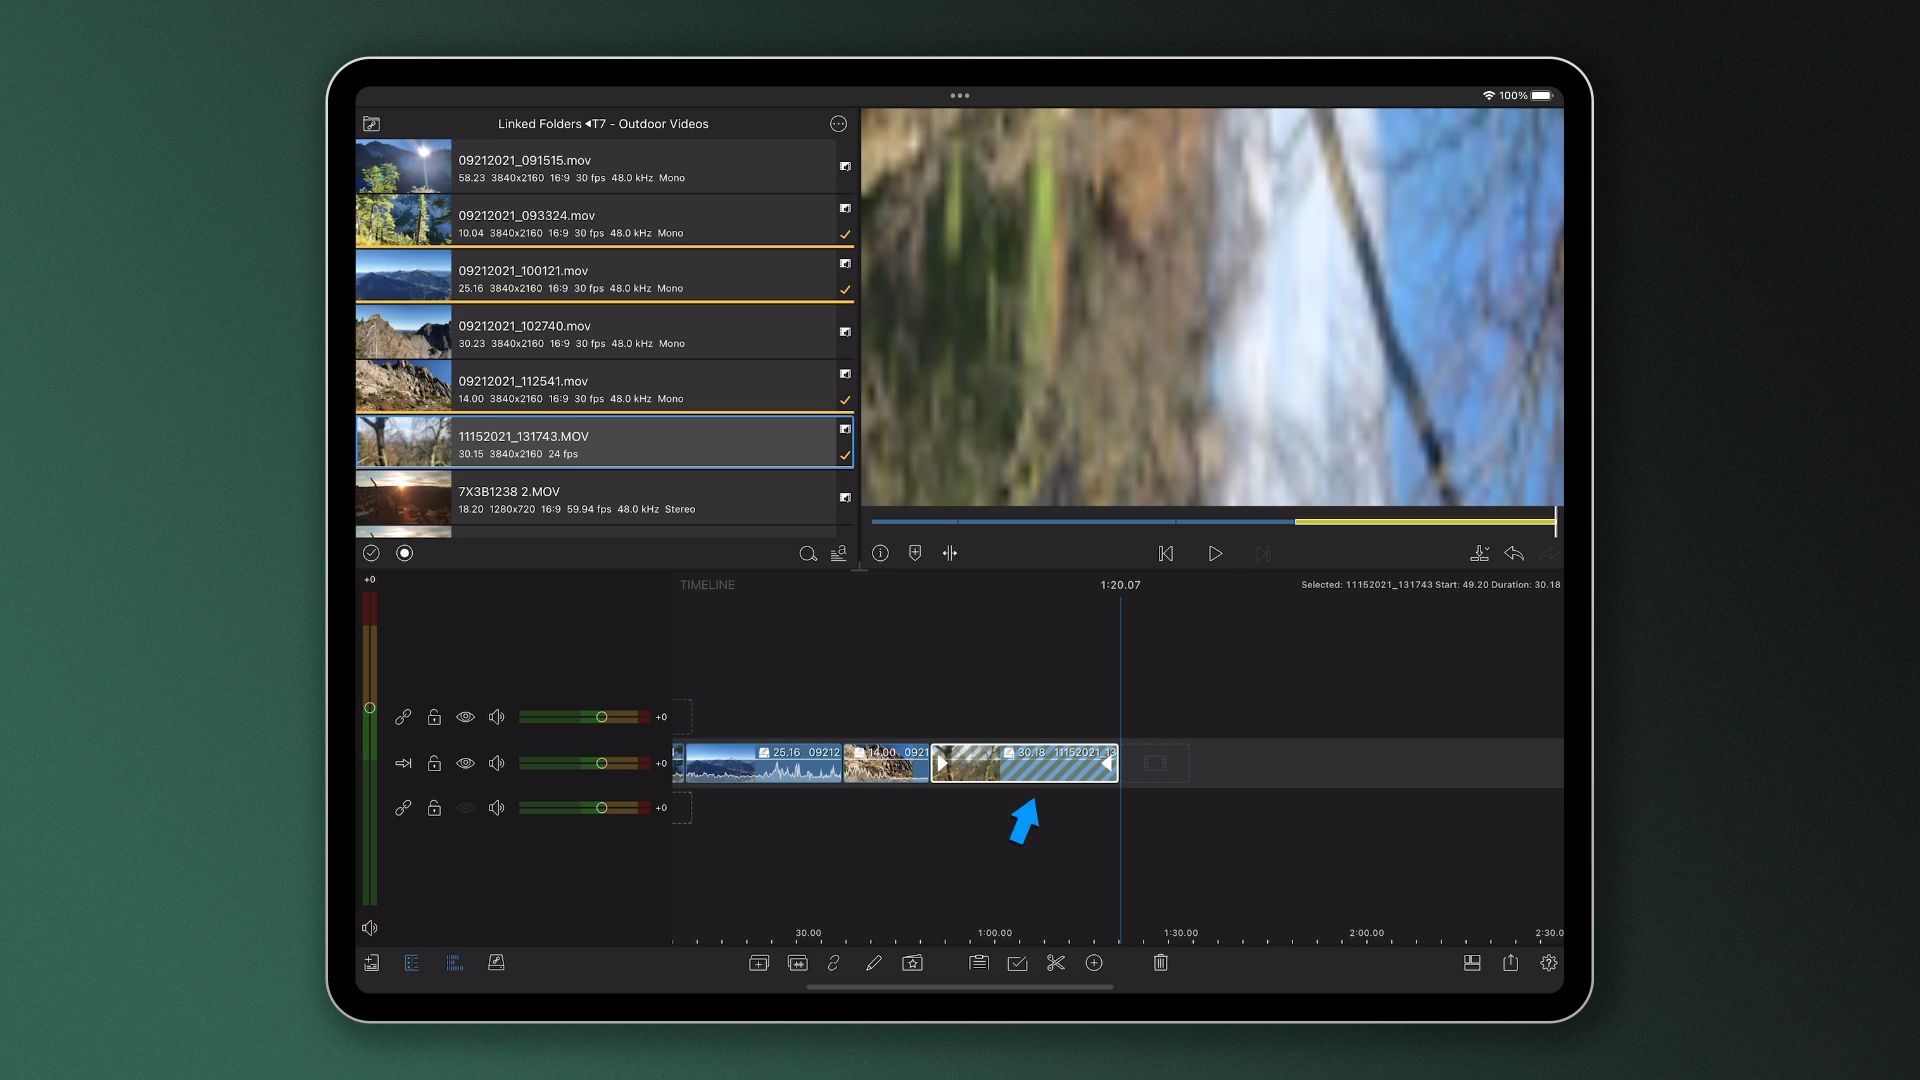 100%
Linked Folders ◀T7 - Outdoor Videos
09212021_091515.mov
58.23 3840x2160 16:9 30 fps 48.0 kHz Mono
09212021_093324.mov
10.04 3840x2160 16:9 30 fps 48.0 kHz Mono
09212021_100121.mov
25.16 3840x2160 16:9 30 fps 48.0 kHz Mono
09212021_102740.mov
30.23 3840x2160 16:9 30 fps 48.0 kHz Mono
09212021_112541.mov
14.00 3840x2160 16:9 30 fps 48.0 kHz Mono
11152021_131743.MOV
30.15 3840x2160 24 fps
7X3B1238 2.MOV
18.20 1280x720 16:9 59.94 fps 48.0 kHz Stereo
+0
TIMELINE
1:20.07
Selected: 11152021_131743 Start: 49.20 Duration: 30.18
+0
25.16 09212
14.00 0921
30.18 11152021_13
+0
+0
30.00
1:00.00
1:30.00
2:00.00
2:30.0